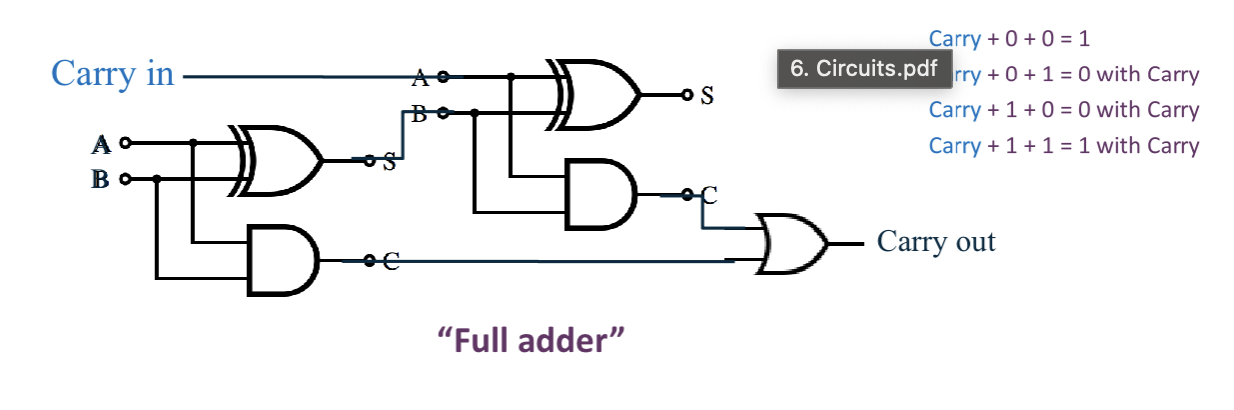 Carry + 0 + 0 = 1
6. Circuits.pdf
rry + 0 + 1 = 0 with Carry
Carry + 1 + 0 = 0 with Carry
Carry + 1 + 1 = 1 with Carry
Carry in
A
B
S
A
B
S
C
C
Carry out
“Full adder”